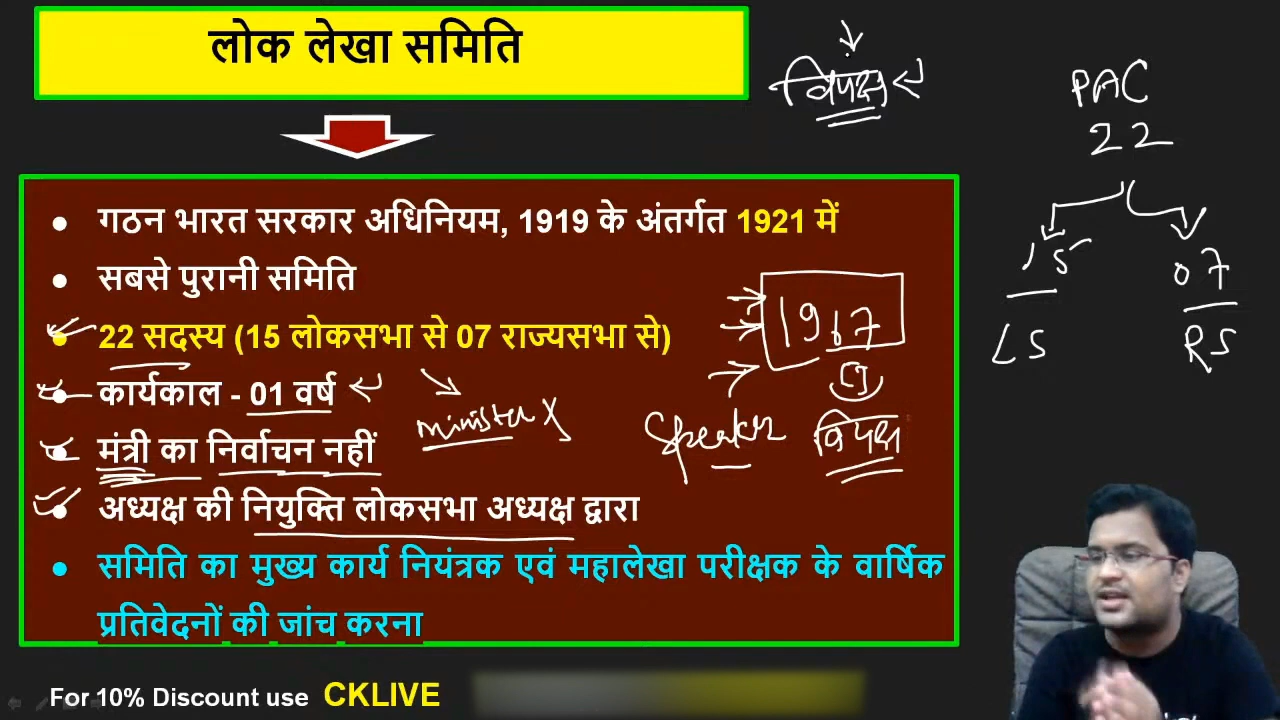 लोक लेखा समिति
विपक्ष
PAC
22
15
07
LS
RS
• गठन भारत सरकार अधिनियम, 1919 के अंतर्गत 1921 में
• सबसे पुरानी समिति
• 22 सदस्य (15 लोकसभा से 07 राज्यसभा से)
1967
• कार्यकाल - 01 वर्ष
minister X
Speaker
विपक्ष
• मंत्री का निर्वाचन नहीं
• अध्यक्ष की नियुक्ति लोकसभा अध्यक्ष द्वारा
• समिति का मुख्य कार्य नियंत्रक एवं महालेखा परीक्षक के वार्षिक
प्रतिवेदनों की जांच करना
For 10% Discount use CKLIVE